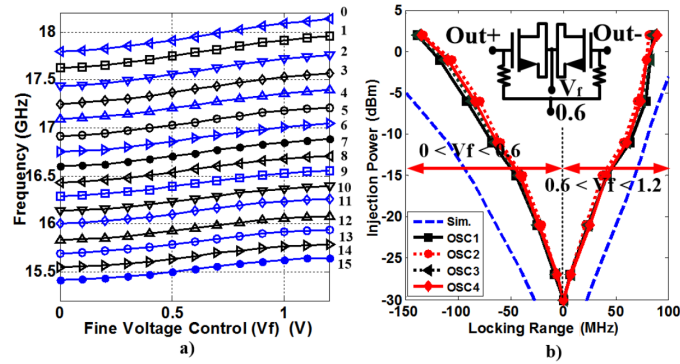 0
1
2
3
4
5
6
7
8
9
10
11
12
13
14
15
18
17.5
17
16.5
16
15.5
Frequency (GHz)
0 0.5 1
Fine Voltage Control (Vf) (V)
a)
Out+ Out-
Vf
0.6
0 < Vf < 0.6
0.6 < Vf < 1.2
5
0
-5
-10
-15
-20
-25
-30
Injection Power (dBm)
Sim.
OSC1
OSC2
OSC3
OSC4
-150 -100 -50 0 50 100
Locking Range (MHz)
b)